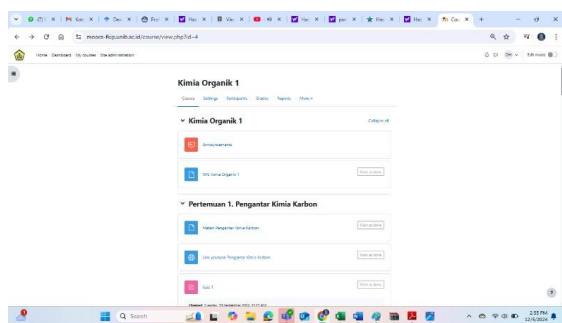 moocs-fkip.unib.ac.id/course/view.php?id=4
Home Dashboard My courses Site administration
Edit mode
Kimia Organik 1
Course Settings Participants Grades Reports More
Kimia Organik 1
Collapse all
Announcements
RPS Kimia Organik 1
Mark as done
Pertemuan 1. Pengantar Kimia Karbon
Materi Pengantar Kimia Karbon
Mark as done
Link youtube Pengantar Kimia Karbon
Mark as done
Kuis 1
Mark as done
Search
2:55 PM
12/6/2024